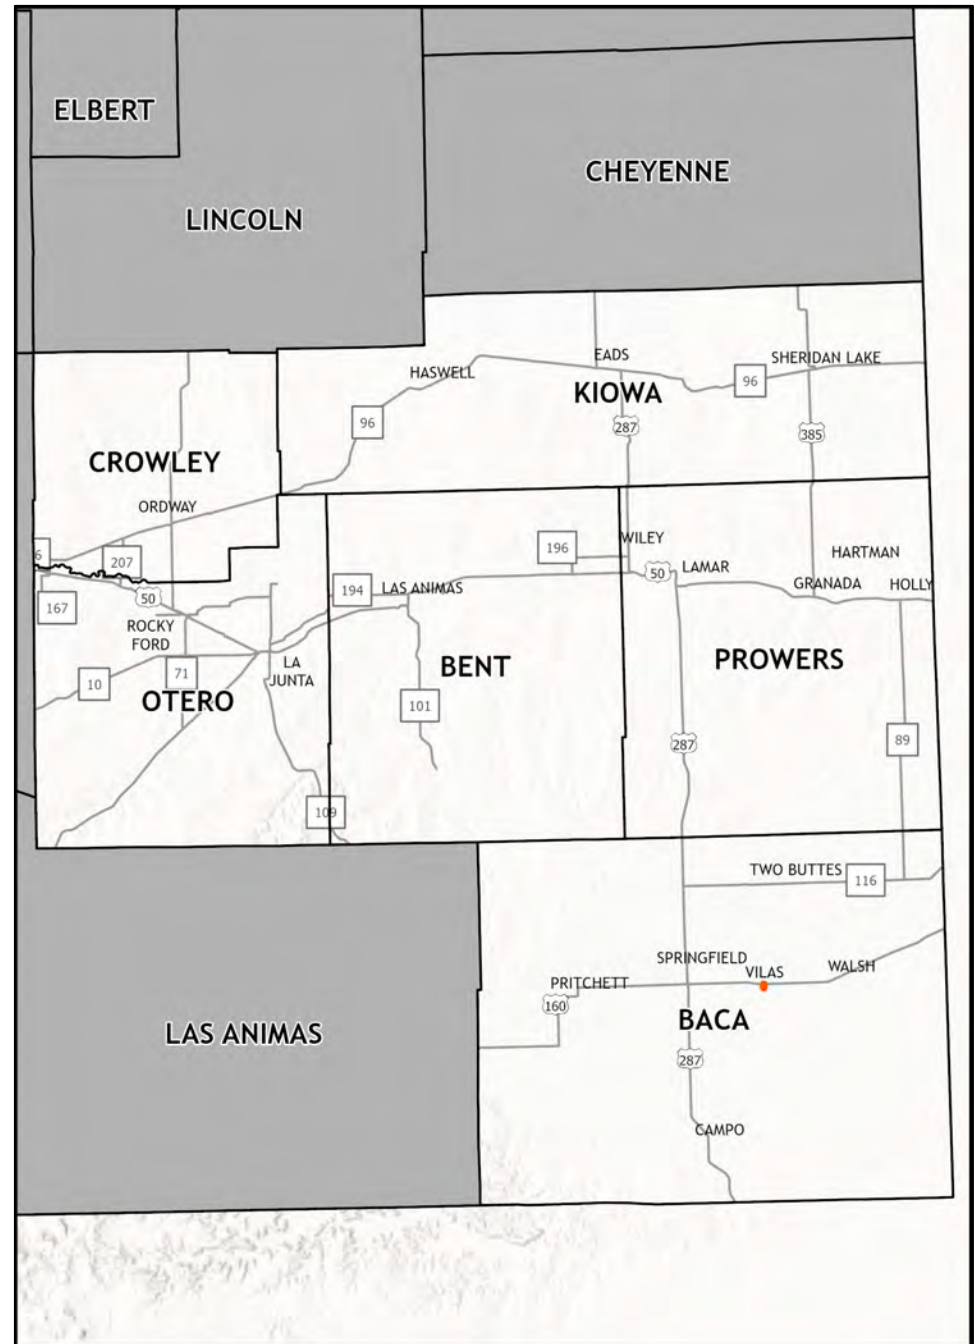 ELBERT
CHEYENNE
LINCOLN
EADS
SHERIDAN LAKE
HASWELL
96
KIOWA
96
287
385
CROWLEY
ORDWAY
6
207
196
WILEY
HARTMAN
50
LAMAR
GRANADA
HOLLY
194
LAS ANIMAS
167
50
ROCKY
FORD
LA
JUNTA
BENT
PROWERS
10
71
OTERO
101
287
89
109
TWO BUTTES
116
SPRINGFIELD
VILAS
WALSH
PRITCHETT
160
BACA
LAS ANIMAS
287
CAMPO